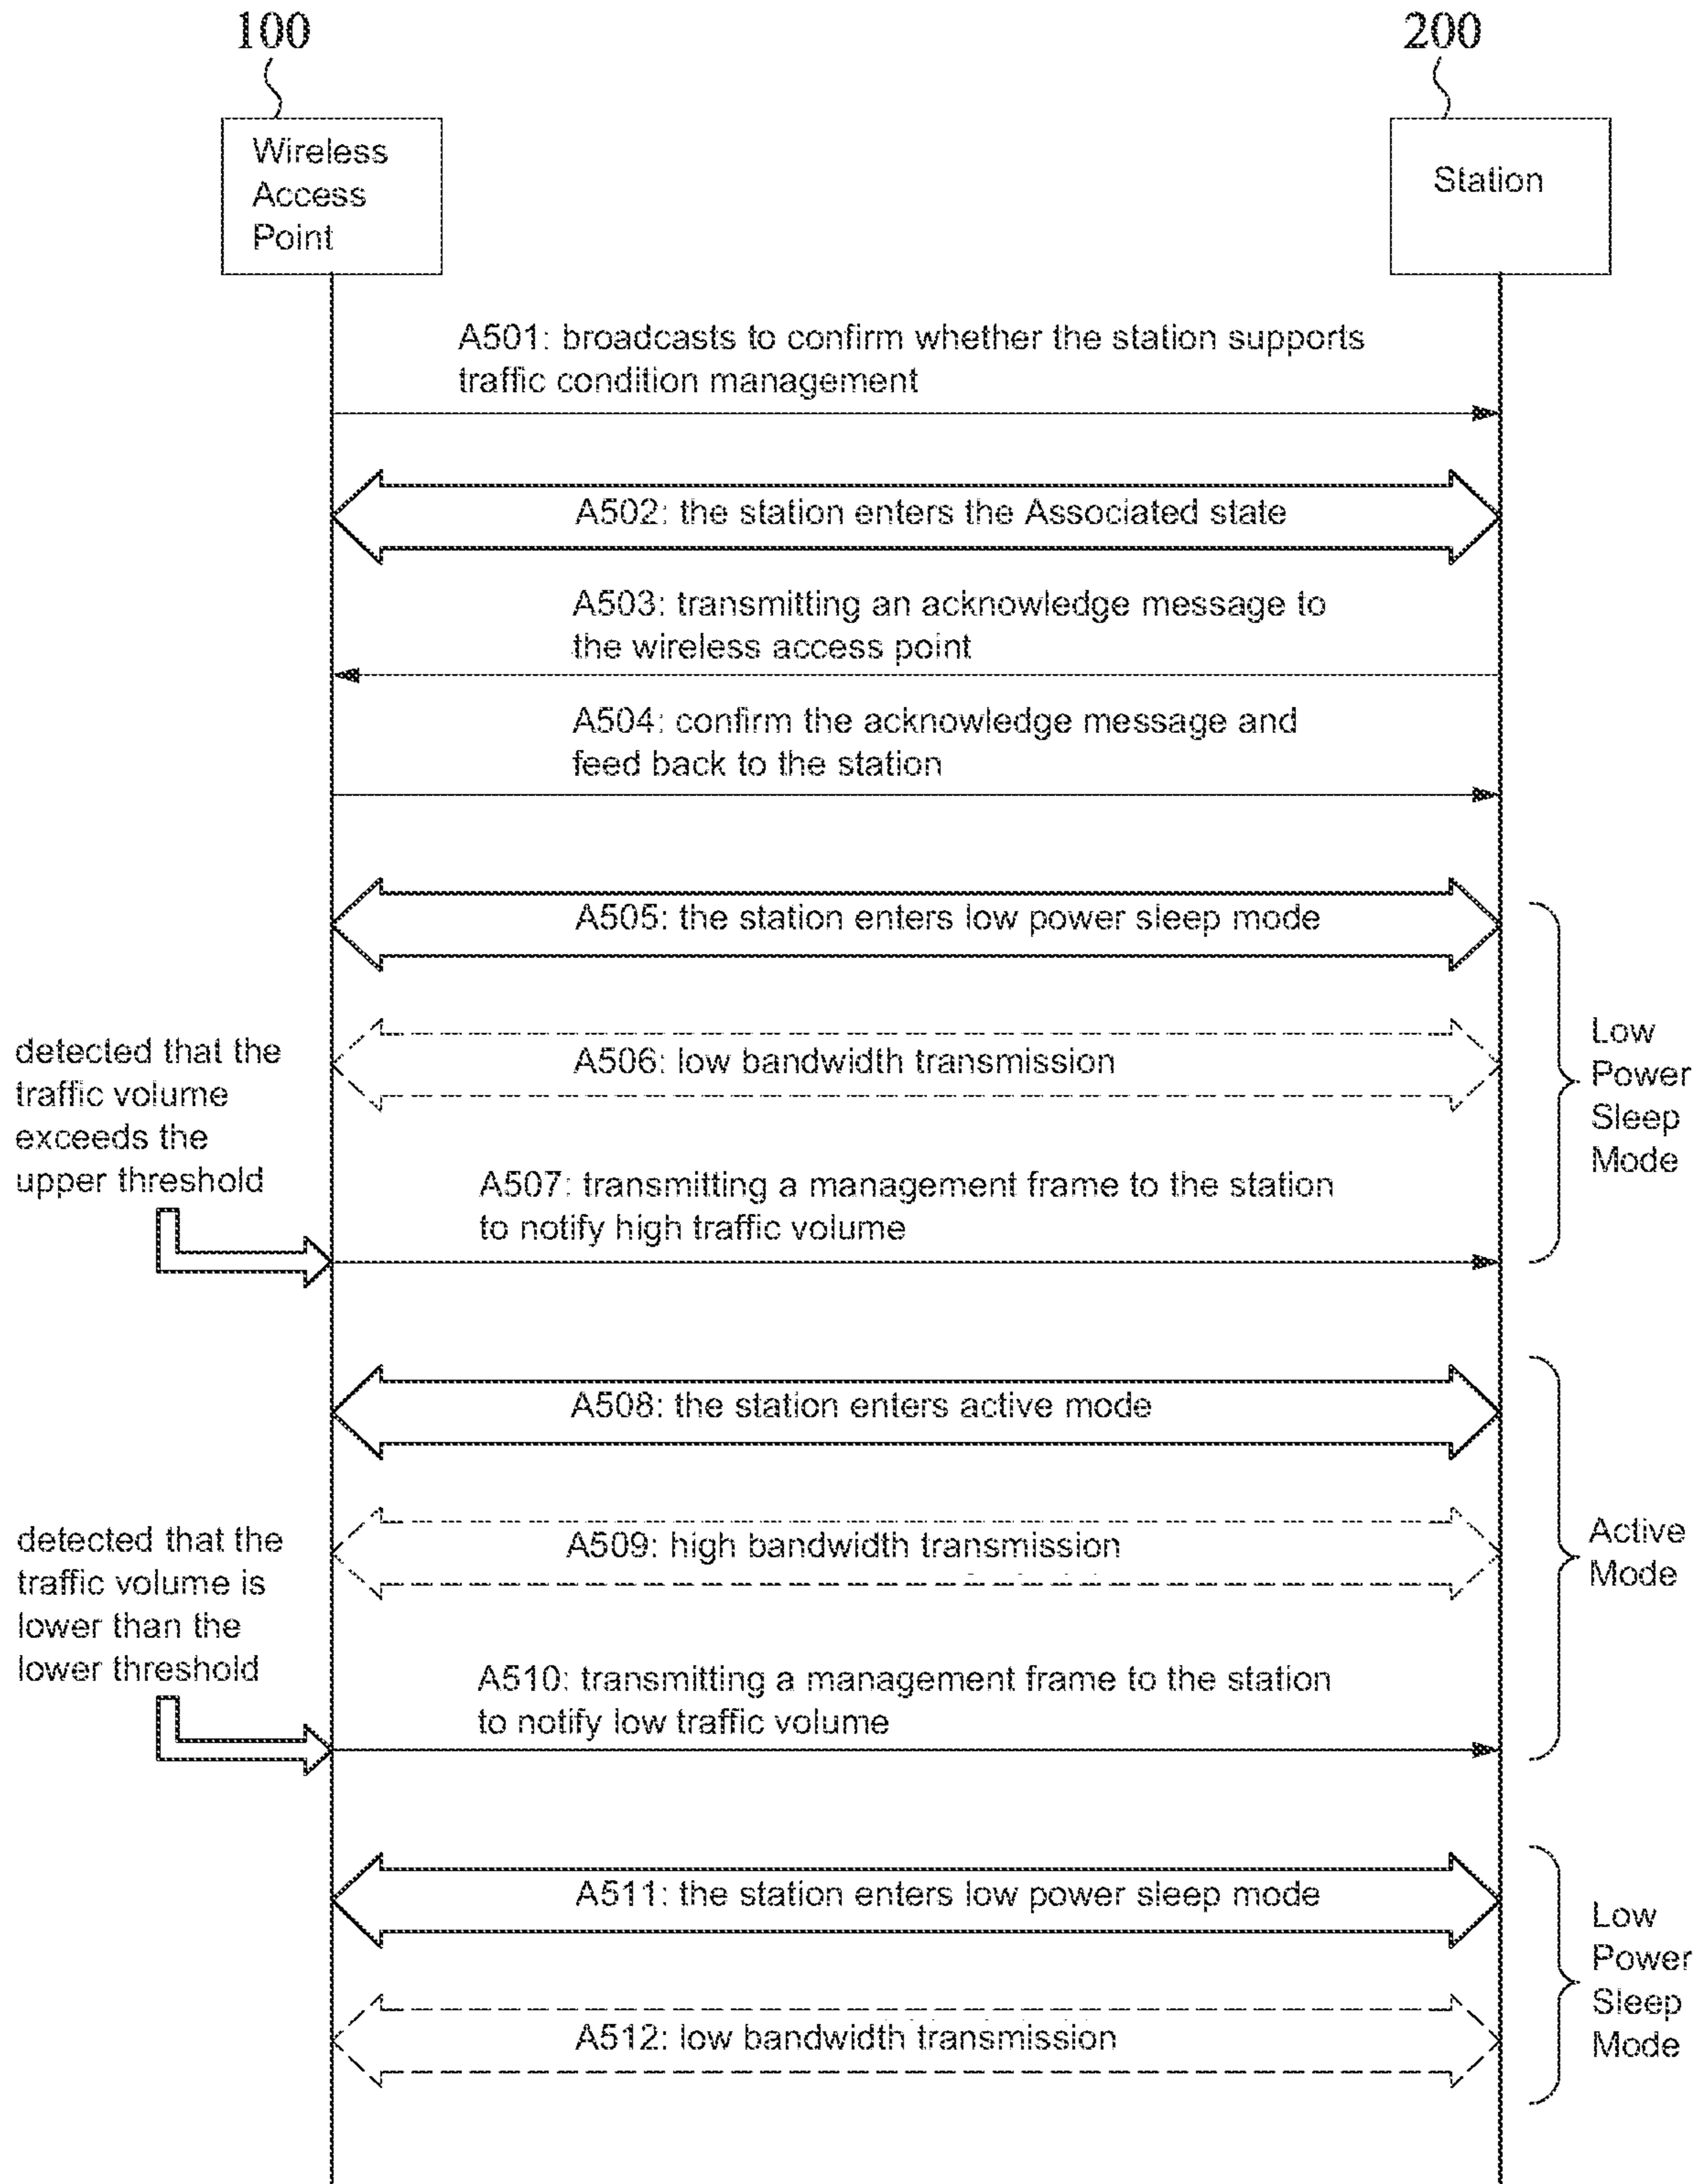 100
200
Wireless
Access
Point
Station
A501: broadcasts to confirm whether the station supports
traffic condition management
A502: the station enters the Associated state
A503: transmitting an acknowledge message to
the wireless access point
A504: confirm the acknowledge message and
feed back to the station
A505: the station enters low power sleep mode
A506: low bandwidth transmission
Low
Power
Sleep
Mode
detected that the
traffic volume
exceeds the
upper threshold
A507: transmitting a management frame to the station
to notify high traffic volume
A508: the station enters active mode
A509: high bandwidth transmission
Active
Mode
detected that the
traffic volume is
lower than the
lower threshold
A510: transmitting a management frame to the station
to notify low traffic volume
A511: the station enters low power sleep mode
A512: low bandwidth transmission
Low
Power
Sleep
Mode